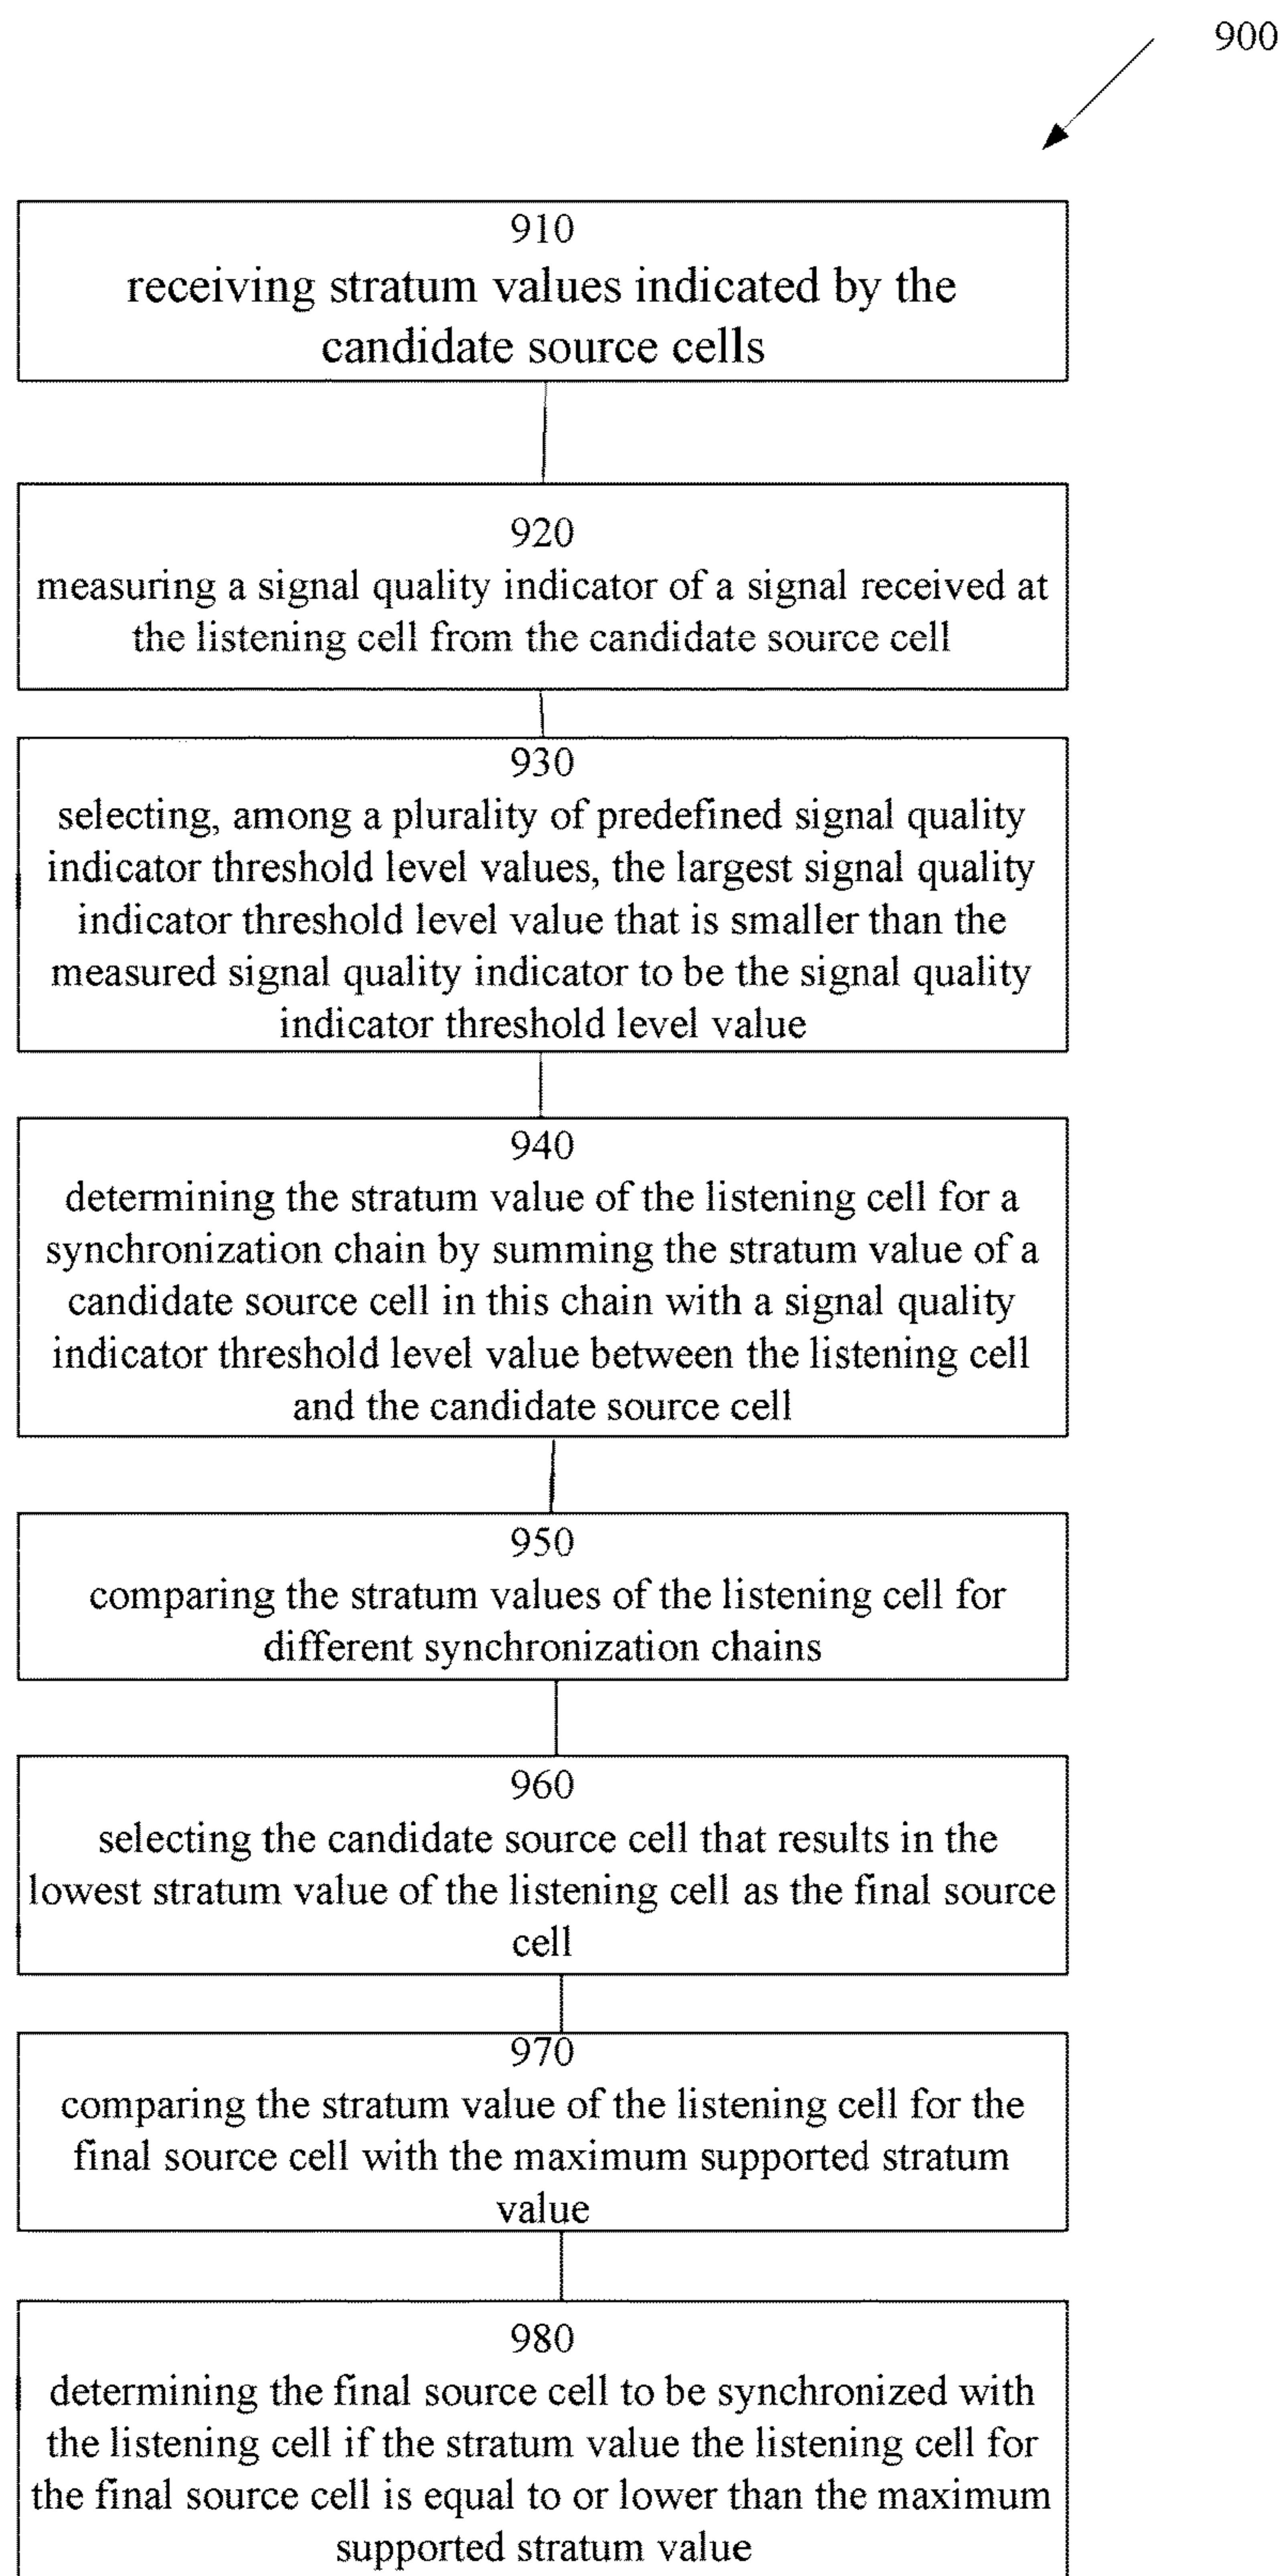 900
910
receiving stratum values indicated by the
candidate source cells
920
measuring a signal quality indicator of a signal received at
the listening cell from the candidate source cell
930
selecting, among a plurality of predefined signal quality
indicator threshold level values, the largest signal quality
indicator threshold level value that is smaller than the
measured signal quality indicator to be the signal quality
indicator threshold level value
940
determining the stratum value of the listening cell for a
synchronization chain by summing the stratum value of a
candidate source cell in this chain with a signal quality
indicator threshold level value between the listening cell
and the candidate source cell
950
comparing the stratum values of the listening cell for
different synchronization chains
960
selecting the candidate source cell that results in the
lowest stratum value of the listening cell as the final source
cell
970
comparing the stratum value of the listening cell for the
final source cell with the maximum supported stratum
value
980
determining the final source cell to be synchronized with
the listening cell if the stratum value the listening cell for
the final source cell is equal to or lower than the maximum
supported stratum value